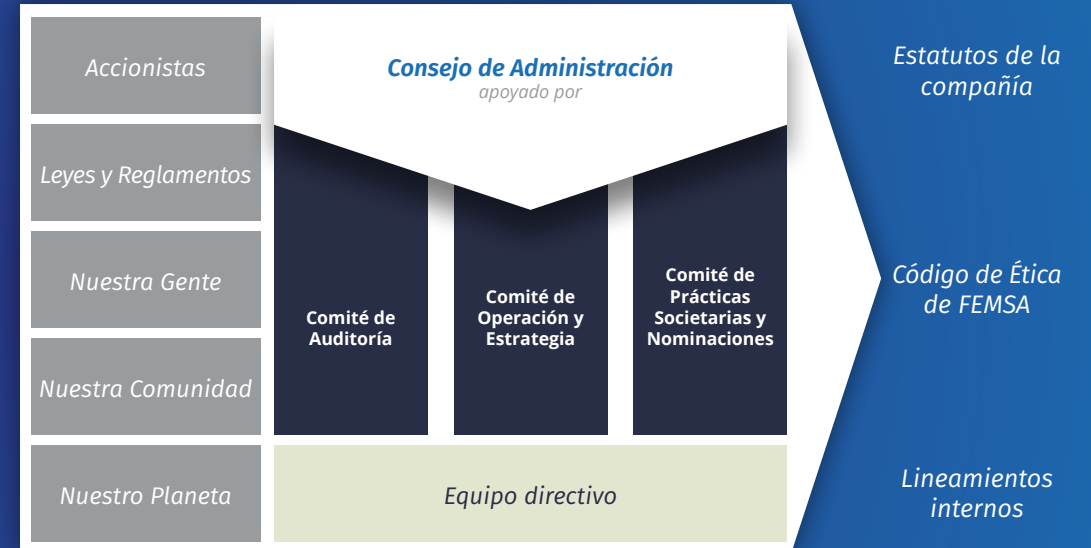 Accionistas
Leyes y Reglamentos
Nuestra Gente
Nuestra Comunidad
Nuestro Planeta
Consejo de Administración
apoyado por
Comité de
Auditoría
Comité de
Operación y
Estrategia
Comité de
Prácticas
Societarias y
Nominaciones
Equipo directivo
Estatutos de la
compañía
Código de Ética
de FEMSA
Lineamientos
internos